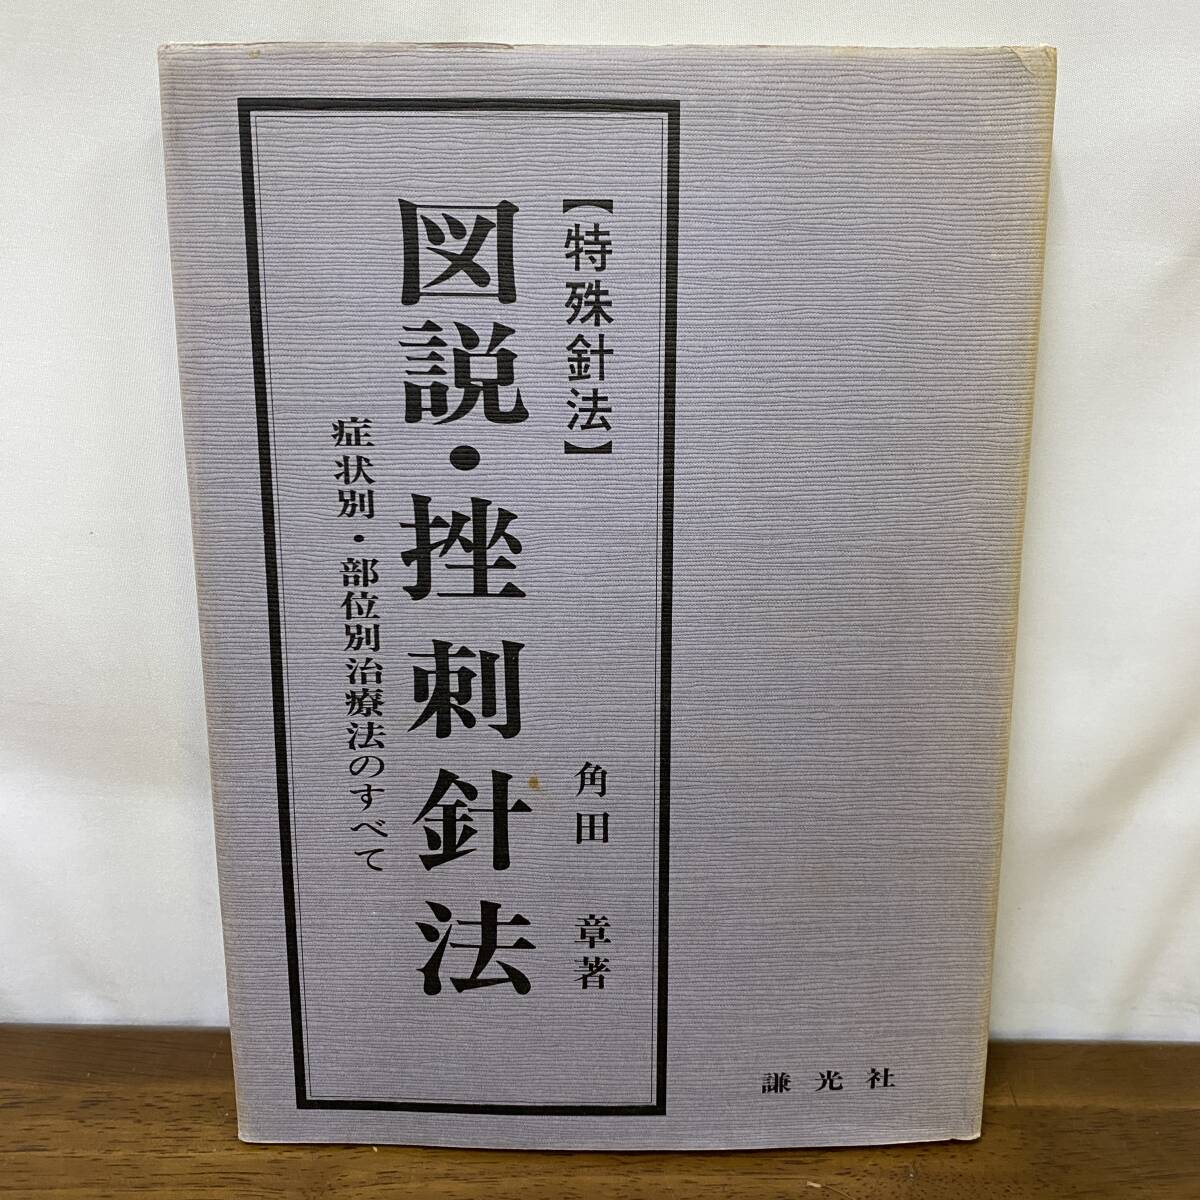 【特殊針法】
図説・挫刺針法
症状別・部位別治療法のすべて
角田 章著
謙光社